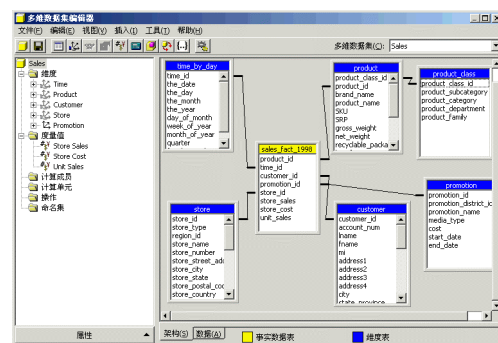 多维数据集编辑器
文件(F) 编辑(E) 视图(V) 插入(I) 工具(T) 帮助(H)
多维数据集(C): Sales
Sales
维度
Time
Product
Customer
Store
Promotion
度量值
Store Sales
Store Cost
Unit Sales
计算成员
计算单元
操作
命名集
属性
time_by_day
time_id
the_date
the_day
the_month
the_year
day_of_month
week_of_year
month_of_year
quarter
product
product_class_id
product_id
brand_name
product_name
SKU
SRP
gross_weight
net_weight
recyclable_packa
product_class
product_class_id
product_subcategory
product_category
product_department
product_family
sales_fact_1998
product_id
time_id
customer_id
promotion_id
store_id
store_sales
store_cost
unit_sales
store
store_id
store_type
region_id
store_name
store_number
store_street_add
store_city
store_state
store_postal_cod
store_country
customer
customer_id
account_num
lname
fname
mi
address1
address2
address3
address4
city
state_province
promotion
promotion_id
promotion_district_ic
promotion_name
media_type
cost
start_date
end_date
架构(S) 数据(A)
事实数据表
维度表